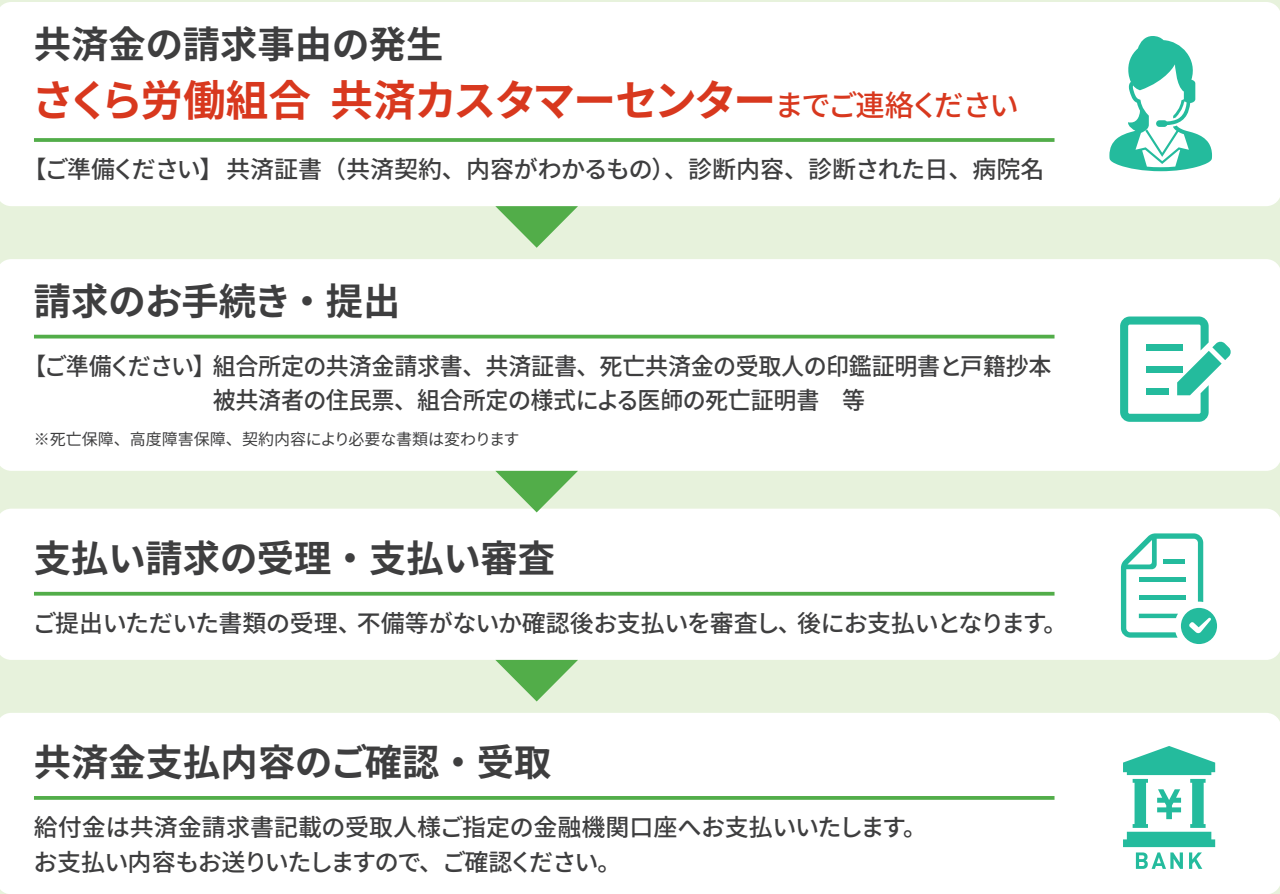 共済金の請求事由の発生
さくら労働組合 共済カスタマーセンターまでご連絡ください
【ご準備ください】 共済証書（共済契約、内容がわかるもの）、診断内容、診断された日、病院名
請求のお手続き・提出
【ご準備ください】 組合所定の共済金請求書、共済証書、死亡共済金の受取人の印鑑証明書と戸籍抄本
被共済者の住民票、組合所定の様式による医師の死亡証明書　等
※死亡保障、高度障害保障、契約内容により必要な書類は変わります
支払い請求の受理・支払い審査
ご提出いただいた書類の受理、不備等がないか確認後お支払いを審査し、後にお支払いとなります。
共済金支払内容のご確認・受取
給付金は共済金請求書記載の受取人様ご指定の金融機関口座へお支払いいたします。
お支払い内容もお送りいたしますので、ご確認ください。
¥
BANK